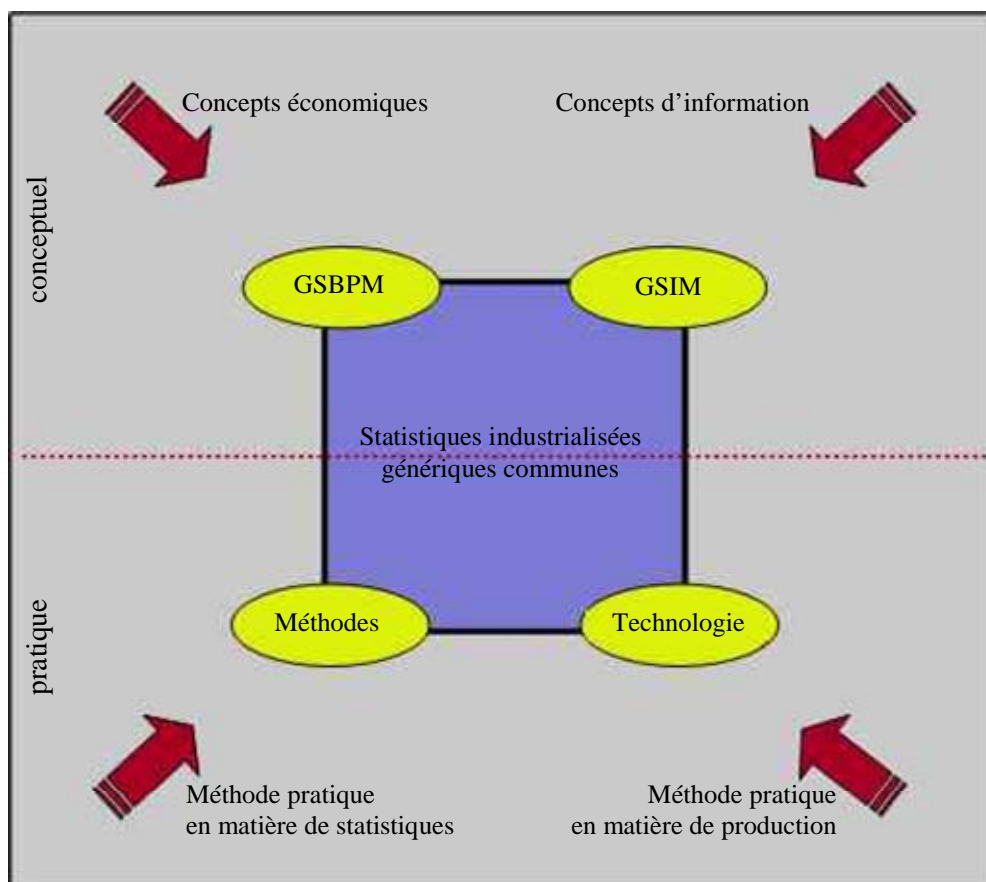 Concepts économiques
Concepts d’information
conceptuel
GSBPM
GSIM
Statistiques industrialisées
génériques communes
pratique
Méthodes
Technologie
Méthode pratique
en matière de statistiques
Méthode pratique
en matière de production